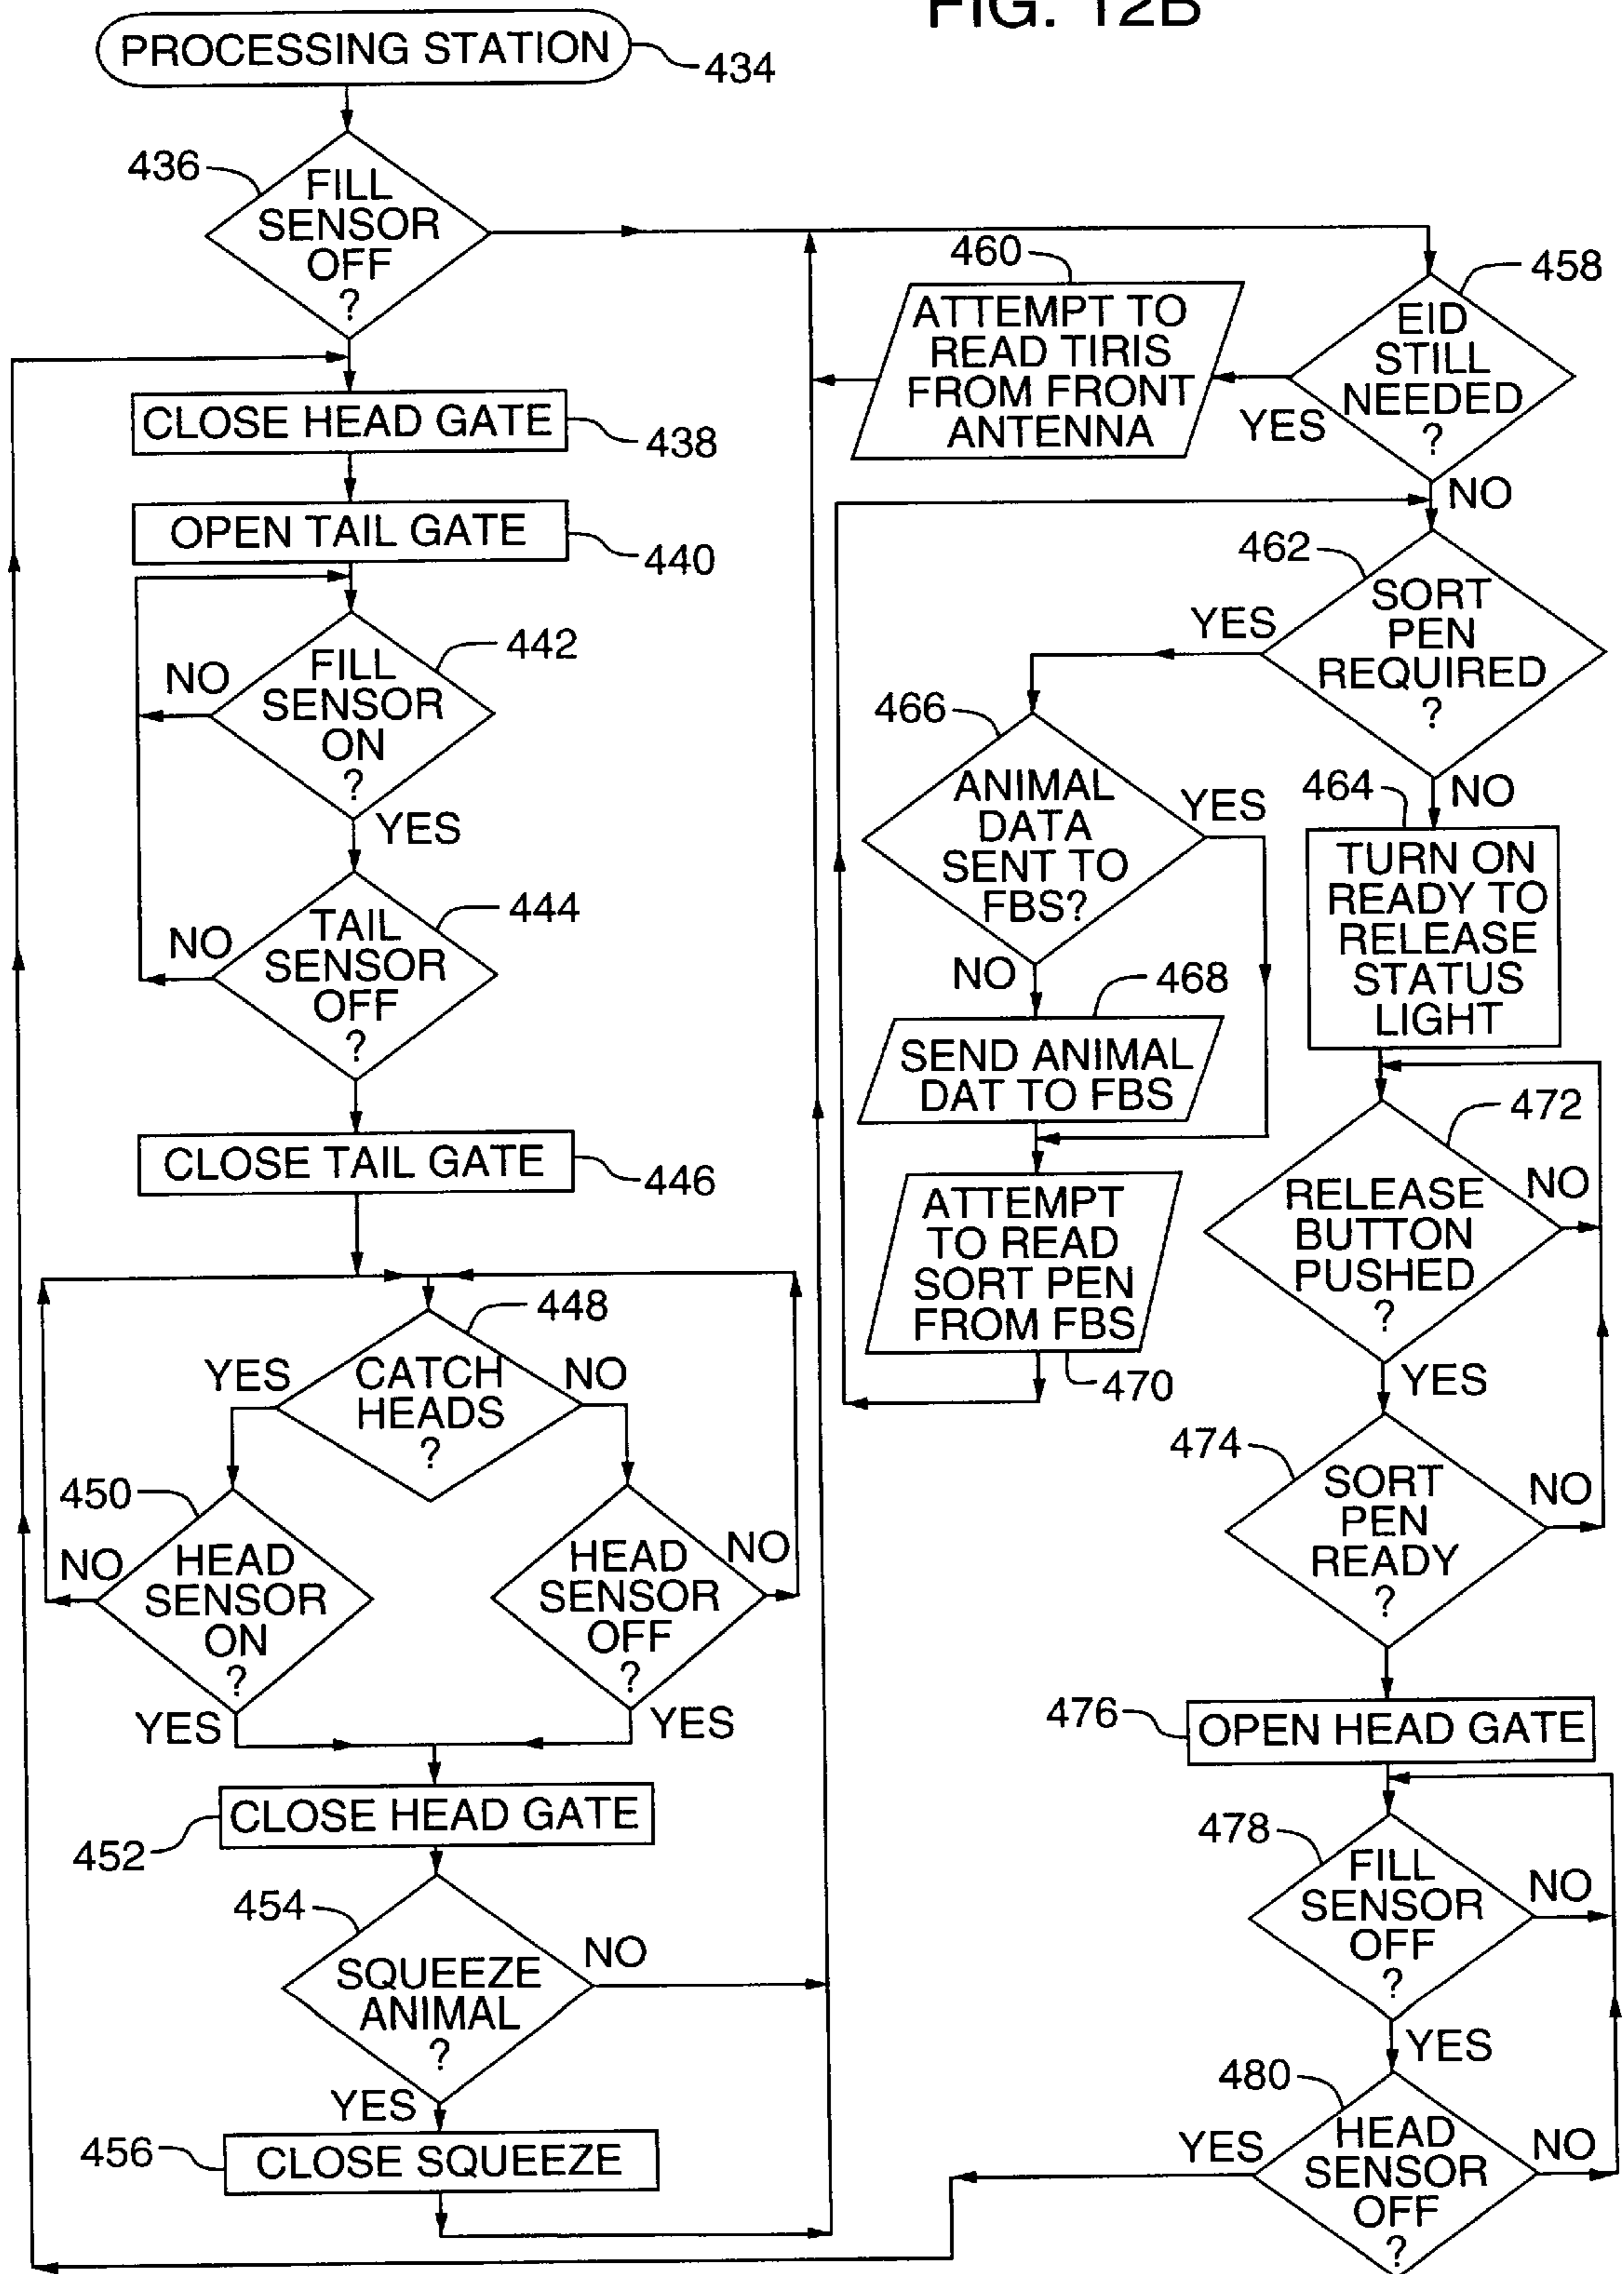 FIG. 12B
PROCESSING STATION
434
436
FILL
SENSOR
OFF
?
CLOSE HEAD GATE
438
OPEN TAIL GATE
440
442
FILL
SENSOR
ON
?
NO
YES
444
TAIL
SENSOR
OFF
?
NO
CLOSE TAIL GATE
446
448
CATCH
HEADS
?
YES
NO
450
HEAD
SENSOR
ON
?
NO
YES
HEAD
SENSOR
OFF
?
NO
YES
CLOSE HEAD GATE
452
454
SQUEEZE
ANIMAL
?
NO
YES
456
CLOSE SQUEEZE
458
EID
STILL
NEEDED
?
YES
NO
460
ATTEMPT TO
READ TIRIS
FROM FRONT
ANTENNA
462
SORT
PEN
REQUIRED
?
YES
NO
466
ANIMAL
DATA
SENT TO
FBS?
YES
NO
468
SEND ANIMAL
DAT TO FBS
ATTEMPT
TO READ
SORT PEN
FROM FBS
470
464
TURN ON
READY TO
RELEASE
STATUS
LIGHT
472
RELEASE
BUTTON
PUSHED
?
NO
YES
474
SORT
PEN
READY
?
NO
476
OPEN HEAD GATE
478
FILL
SENSOR
OFF
?
NO
YES
480
HEAD
SENSOR
OFF
?
YES
NO